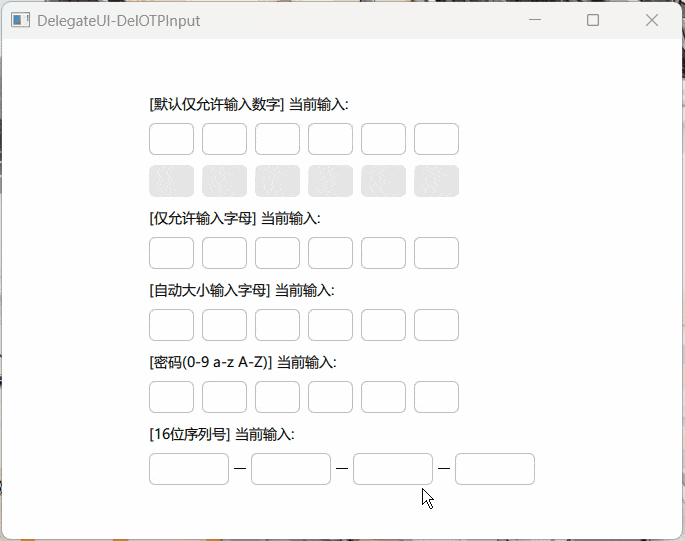 DelegateUI-DelOTPInput
[默认仅允许输入数字] 当前输入:
[仅允许输入字母] 当前输入:
[自动大小输入字母] 当前输入:
[密码(0-9 a-z A-Z)] 当前输入:
[16位序列号] 当前输入: